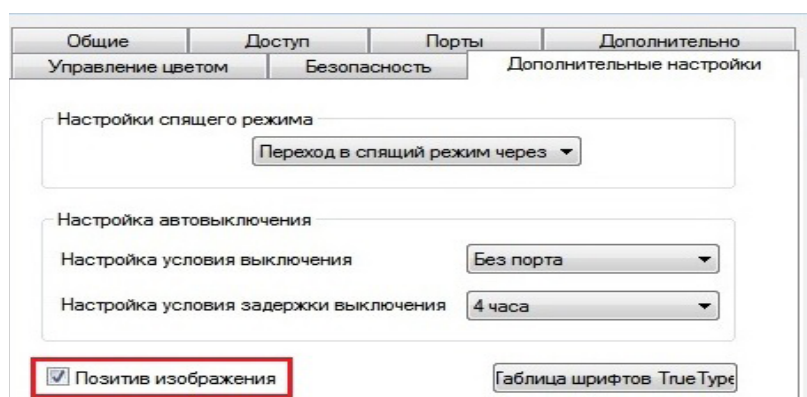 Общие Доступ Порты Дополнительно
Управление цветом Безопасность Дополнительные настройки
Настройки спящего режима
Переход в спящий режим через
Настройка автовыключения
Настройка условия выключения Без порта
Настройка условия задержки выключения 4 часа
Позитив изображения Таблица шрифтов TrueType